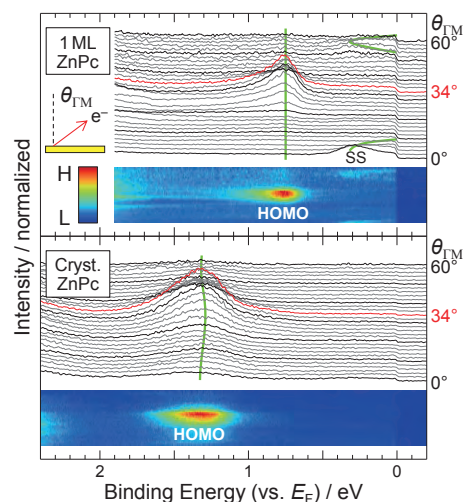 1 ML
ZnPc
θΓM
e−
H
L
θΓM
60°
34°
0°
SS
HOMO
Intensity / normalized
Cryst.
ZnPc
θΓM
60°
34°
0°
HOMO
2 1 0
Binding Energy (vs. EF) / eV